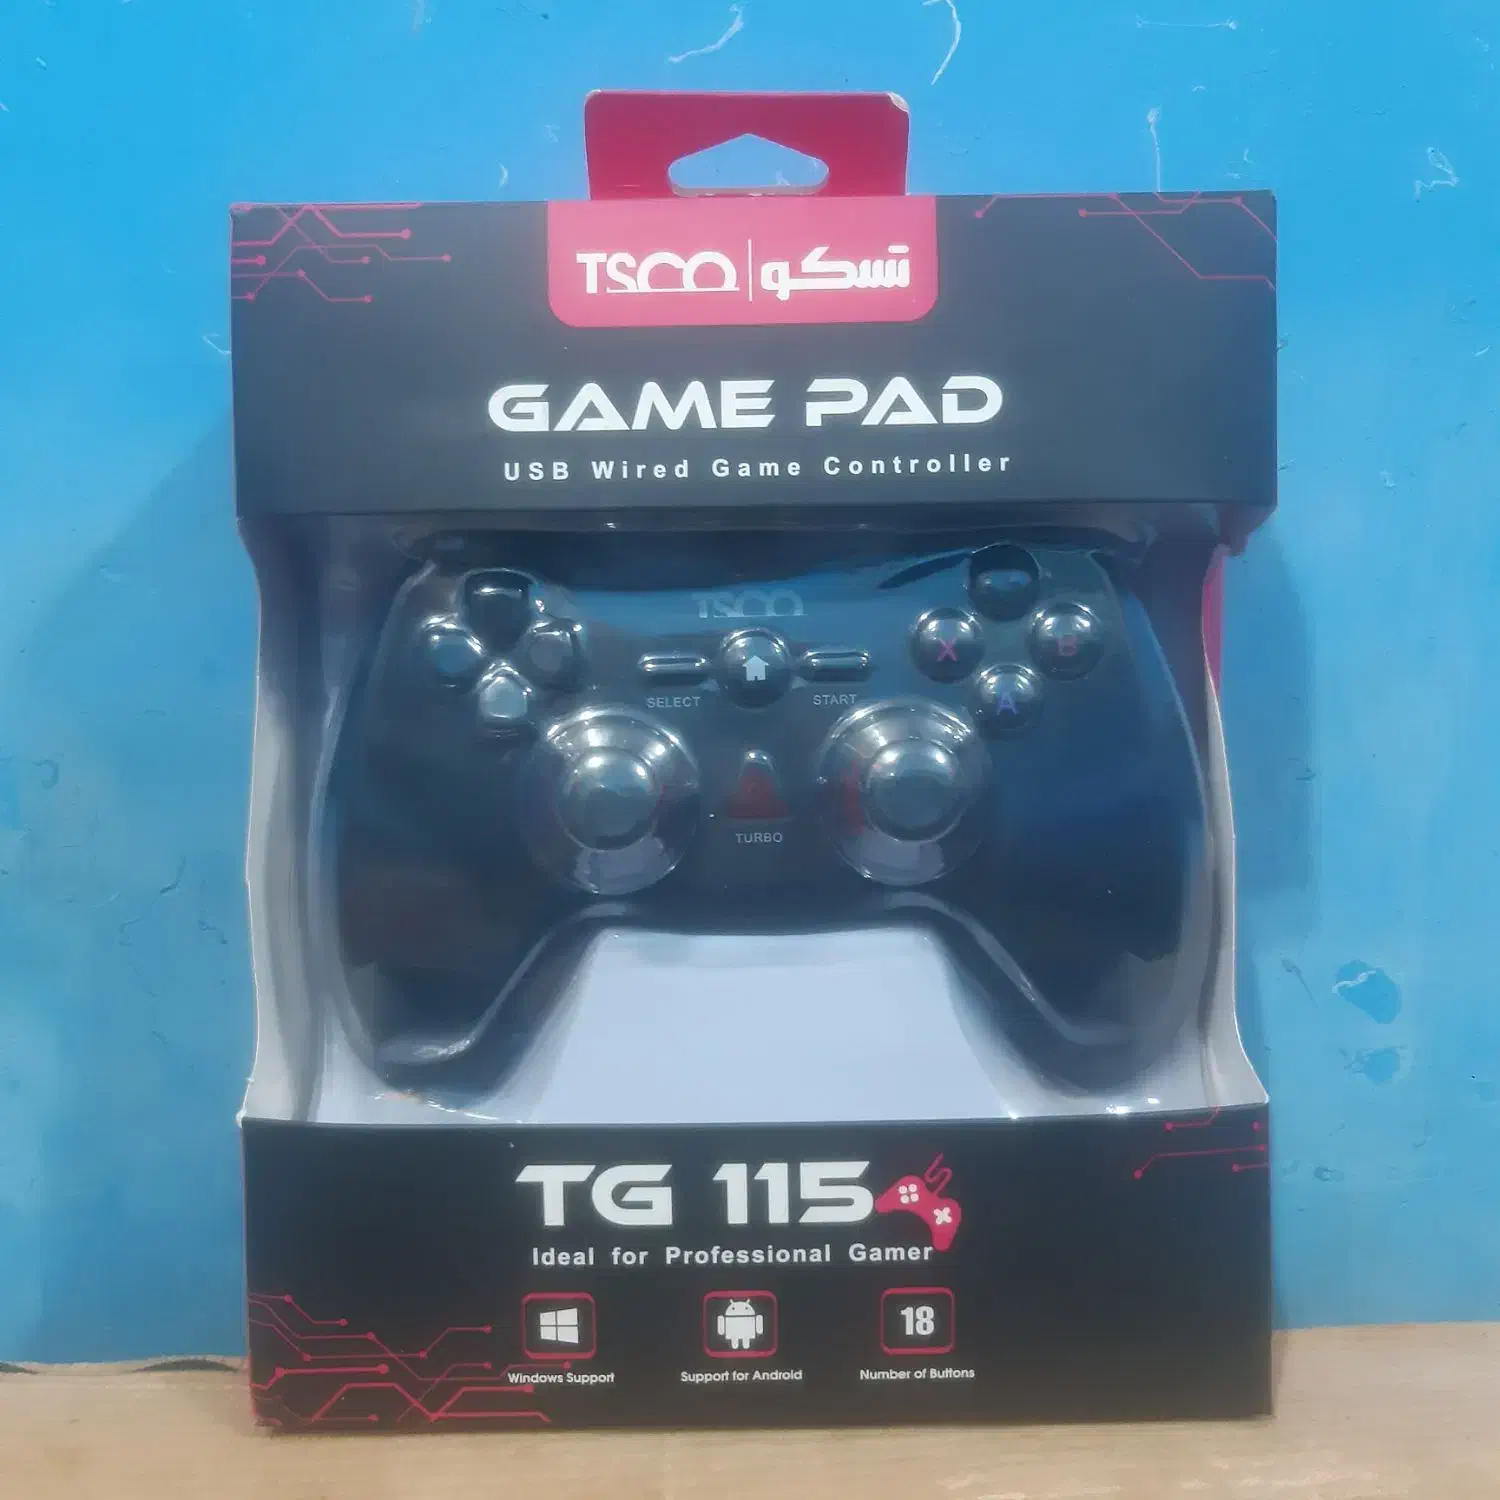 TSCO | تسکو
GAME PAD
USB Wired Game Controller
TSCO
X
B
A
SELECT
START
TURBO
TG 115
Ideal for Professional Gamer
18
Windows Support
Support for Android
Number of Buttons